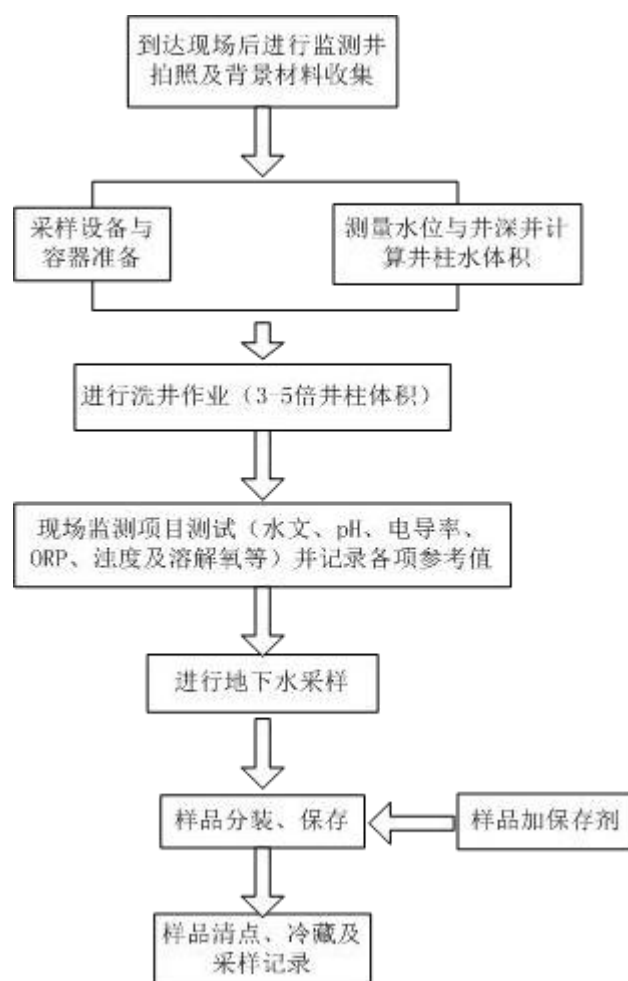 到达现场后进行监测井
拍照及背景材料收集
采样设备与
容器准备
测量水位与井深并计
算井柱水体积
进行洗井作业（3-5倍井柱体积）
现场监测项目测试（水文、pH、电导率、
ORP、浊度及溶解氧等）并记录各项参考值
进行地下水采样
样品分装、保存
样品加保存剂
样品清点、冷藏及
采样记录